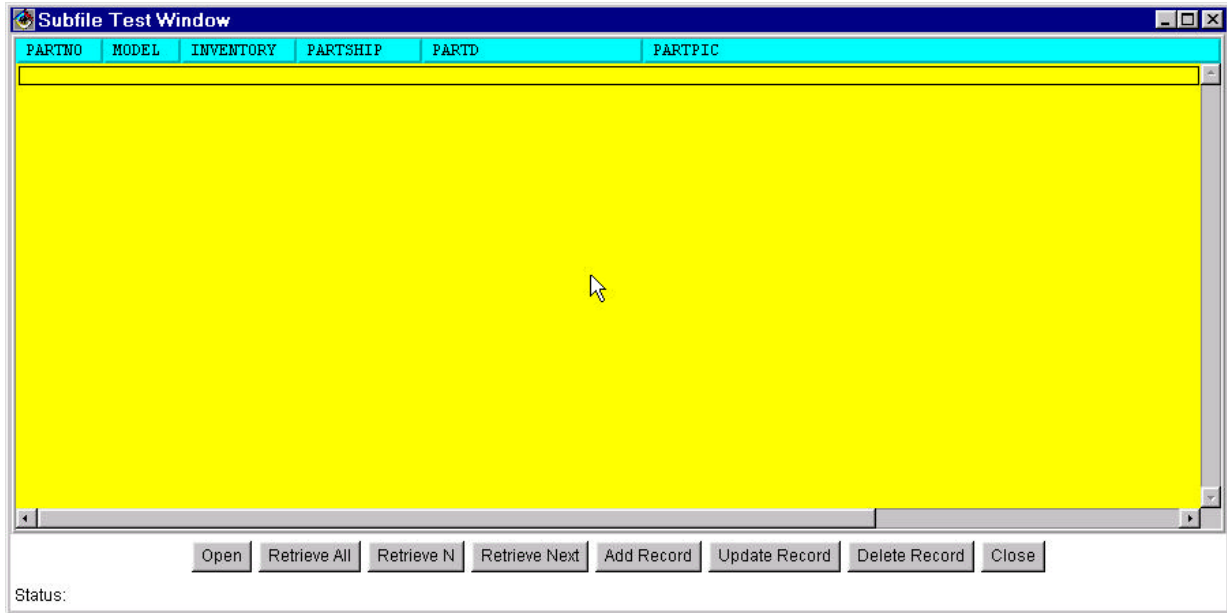 Subfile Test Window
PARTNO MODEL INVENTORY PARTSHIP PARTD PARTPIC
Open Retrieve All Retrieve N Retrieve Next Add Record Update Record Delete Record Close
Status: